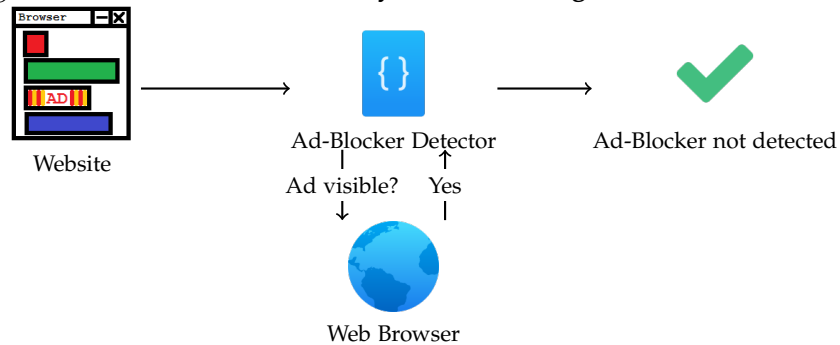 Browser
AD
{}
Website
Ad-Blocker Detector
Ad-Blocker not detected
Ad visible?
Yes
Web Browser